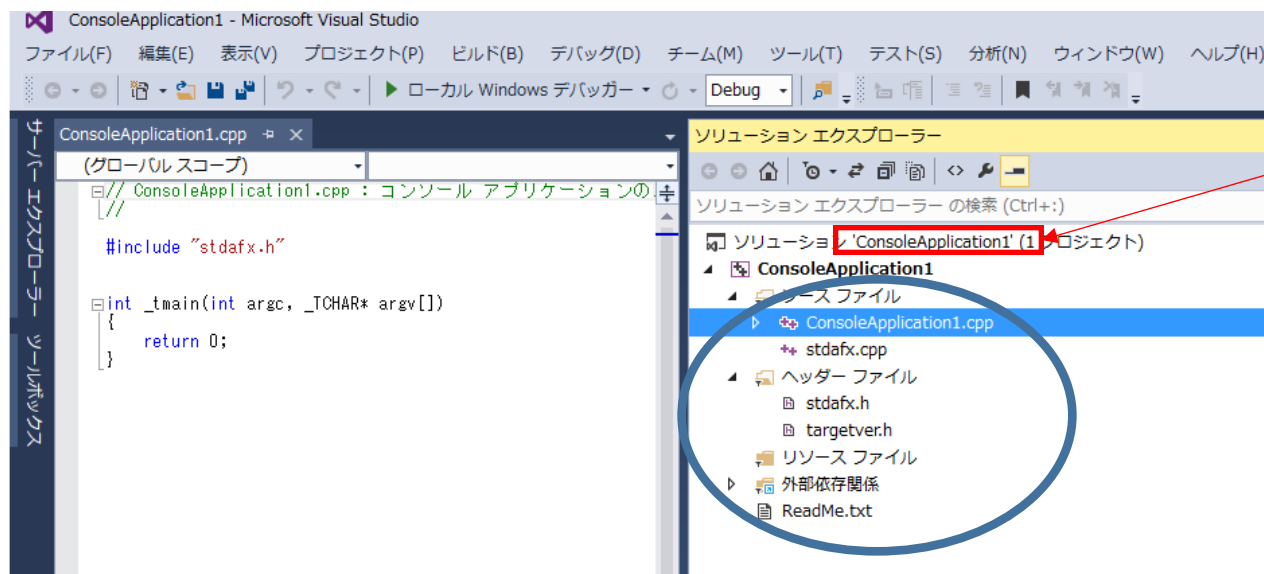 ConsoleApplication1 - Microsoft Visual Studio
ファイル(F) 編集(E) 表示(V) プロジェクト(P) ビルド(B) デバッグ(D) チーム(M) ツール(T) テスト(S) 分析(N) ウィンドウ(W) ヘルプ(H)
ローカル Windows デバッガー Debug
サーバー エクスプローラー
ツールボックス
ConsoleApplication1.cpp
(グローバル スコープ)
// ConsoleApplication1.cpp : コンソール アプリケーションの
//
#include "stdafx.h"
int _tmain(int argc, _TCHAR* argv[])
{
return 0;
}
ソリューション エクスプローラー
ソリューション エクスプローラー の検索 (Ctrl+:)
ソリューション 'ConsoleApplication1' (1 プロジェクト)
ConsoleApplication1
ソース ファイル
ConsoleApplication1.cpp
stdafx.cpp
ヘッダー ファイル
stdafx.h
targetver.h
リソース ファイル
外部依存関係
ReadMe.txt